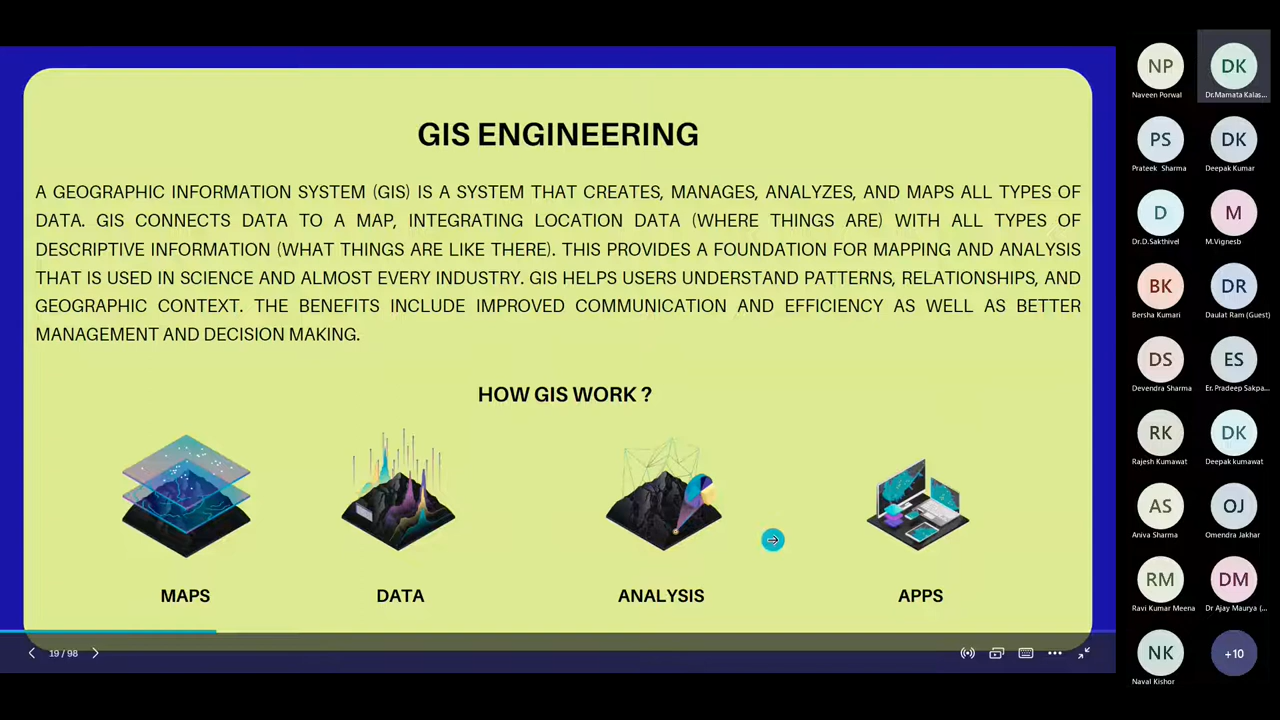 GIS ENGINEERING
A GEOGRAPHIC INFORMATION SYSTEM (GIS) IS A SYSTEM THAT CREATES, MANAGES, ANALYZES, AND MAPS ALL TYPES OF
DATA. GIS CONNECTS DATA TO A MAP, INTEGRATING LOCATION DATA (WHERE THINGS ARE) WITH ALL TYPES OF
DESCRIPTIVE INFORMATION (WHAT THINGS ARE LIKE THERE). THIS PROVIDES A FOUNDATION FOR MAPPING AND ANALYSIS
THAT IS USED IN SCIENCE AND ALMOST EVERY INDUSTRY. GIS HELPS USERS UNDERSTAND PATTERNS, RELATIONSHIPS, AND
GEOGRAPHIC CONTEXT. THE BENEFITS INCLUDE IMPROVED COMMUNICATION AND EFFICIENCY AS WELL AS BETTER
MANAGEMENT AND DECISION MAKING.
HOW GIS WORK ?
MAPS DATA ANALYSIS APPS
19 / 98
NP DK
Naveen Porwal Dr.Mamata Kalas...
PS DK
Prateek Sharma Deepak Kumar
D M
Dr.D.Sakthivel M.Vignesb
BK DR
Bersha Kumari Daulat Ram (Guest)
DS ES
Devendra Sharma Er. Pradeep Sakpa...
RK DK
Rajesh Kumawat Deepak kumawat
AS OJ
Aniva Sharma Omendra Jakhar
RM DM
Ravi Kumar Meena Dr Ajay Maurya (...
NK +10
Naval Kishor